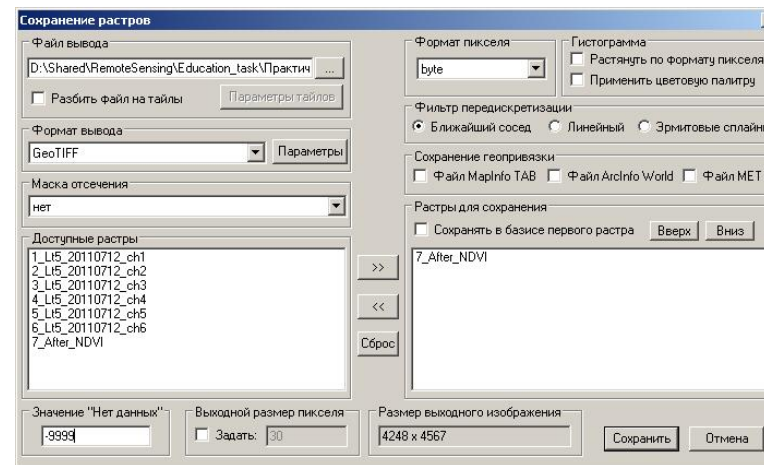 Сохранение растров
Файл вывода
D:\Shared\RemoteSensing\Education_task\Практич ...
Разбить файл на тайлы Параметры тайлов
Формат вывода
GeoTIFF Параметры
Маска отсечения
нет
Доступные растры
1_Lt5_20110712_ch1
2_Lt5_20110712_ch2
3_Lt5_20110712_ch3
4_Lt5_20110712_ch4
5_Lt5_20110712_ch5
6_Lt5_20110712_ch6
7_After_NDVI
>>
<<
Сброс
Формат пикселя
byte
Гистограмма
Растянуть по формату пикселя
Применить цветовую палитру
Фильтр передискретизации
Ближайший сосед Линейный Эрмитовые сплайн
Сохранение геопривязки
Файл MapInfo TAB Файл ArcInfo World Файл MET
Растры для сохранения
Сохранять в базисе первого растра Вверх Вниз
7_After_NDVI
Значение "Нет данных"
-9999
Выходной размер пикселя
Задать: 30
Размер выходного изображения
4248 x 4567
Сохранить Отмена